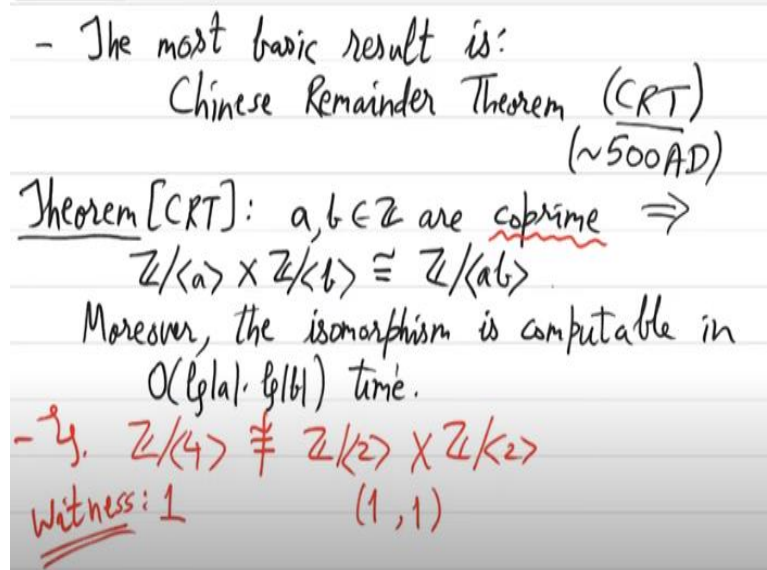 - The most basic result is:
Chinese Remainder Theorem (CRT)
(~500AD)
Theorem [CRT]: a,b∈ℤ are coprime ⇒
ℤ/<a> × ℤ/<b> ≅ ℤ/<ab>.
Moreover, the isomorphism is computable in
O(lg|a|. lg|b|) time.
- Eg. ℤ/<4> ≇ ℤ/<2> × ℤ/<2>
Witness: 1 (1,1)